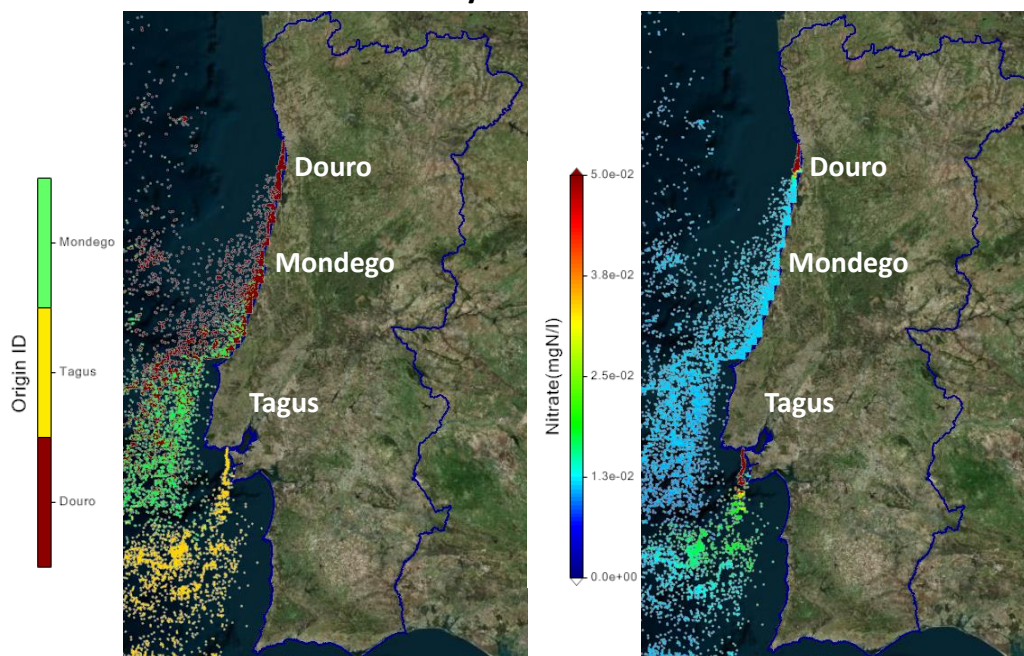 Origin ID
Mondego
Tagus
Douro
Douro
Mondego
Tagus
Nitrate(mgN/l)
5.0e-02
3.8e-02
2.5e-02
1.3e-02
0.0e+00
Douro
Mondego
Tagus